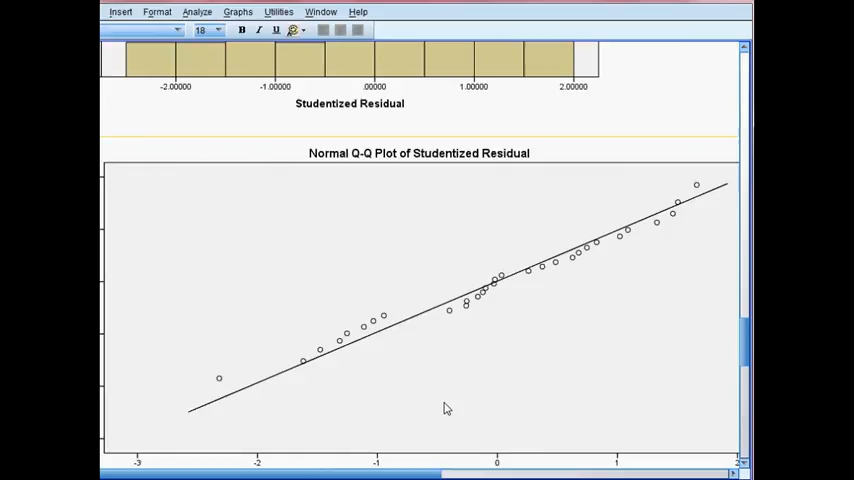 Insert Format Analyze Graphs Utilities Window Help
18 B I U
-2.00000 -1.00000 .00000 1.00000 2.00000
Studentized Residual
Normal Q-Q Plot of Studentized Residual
-3 -2 -1 0 1 2